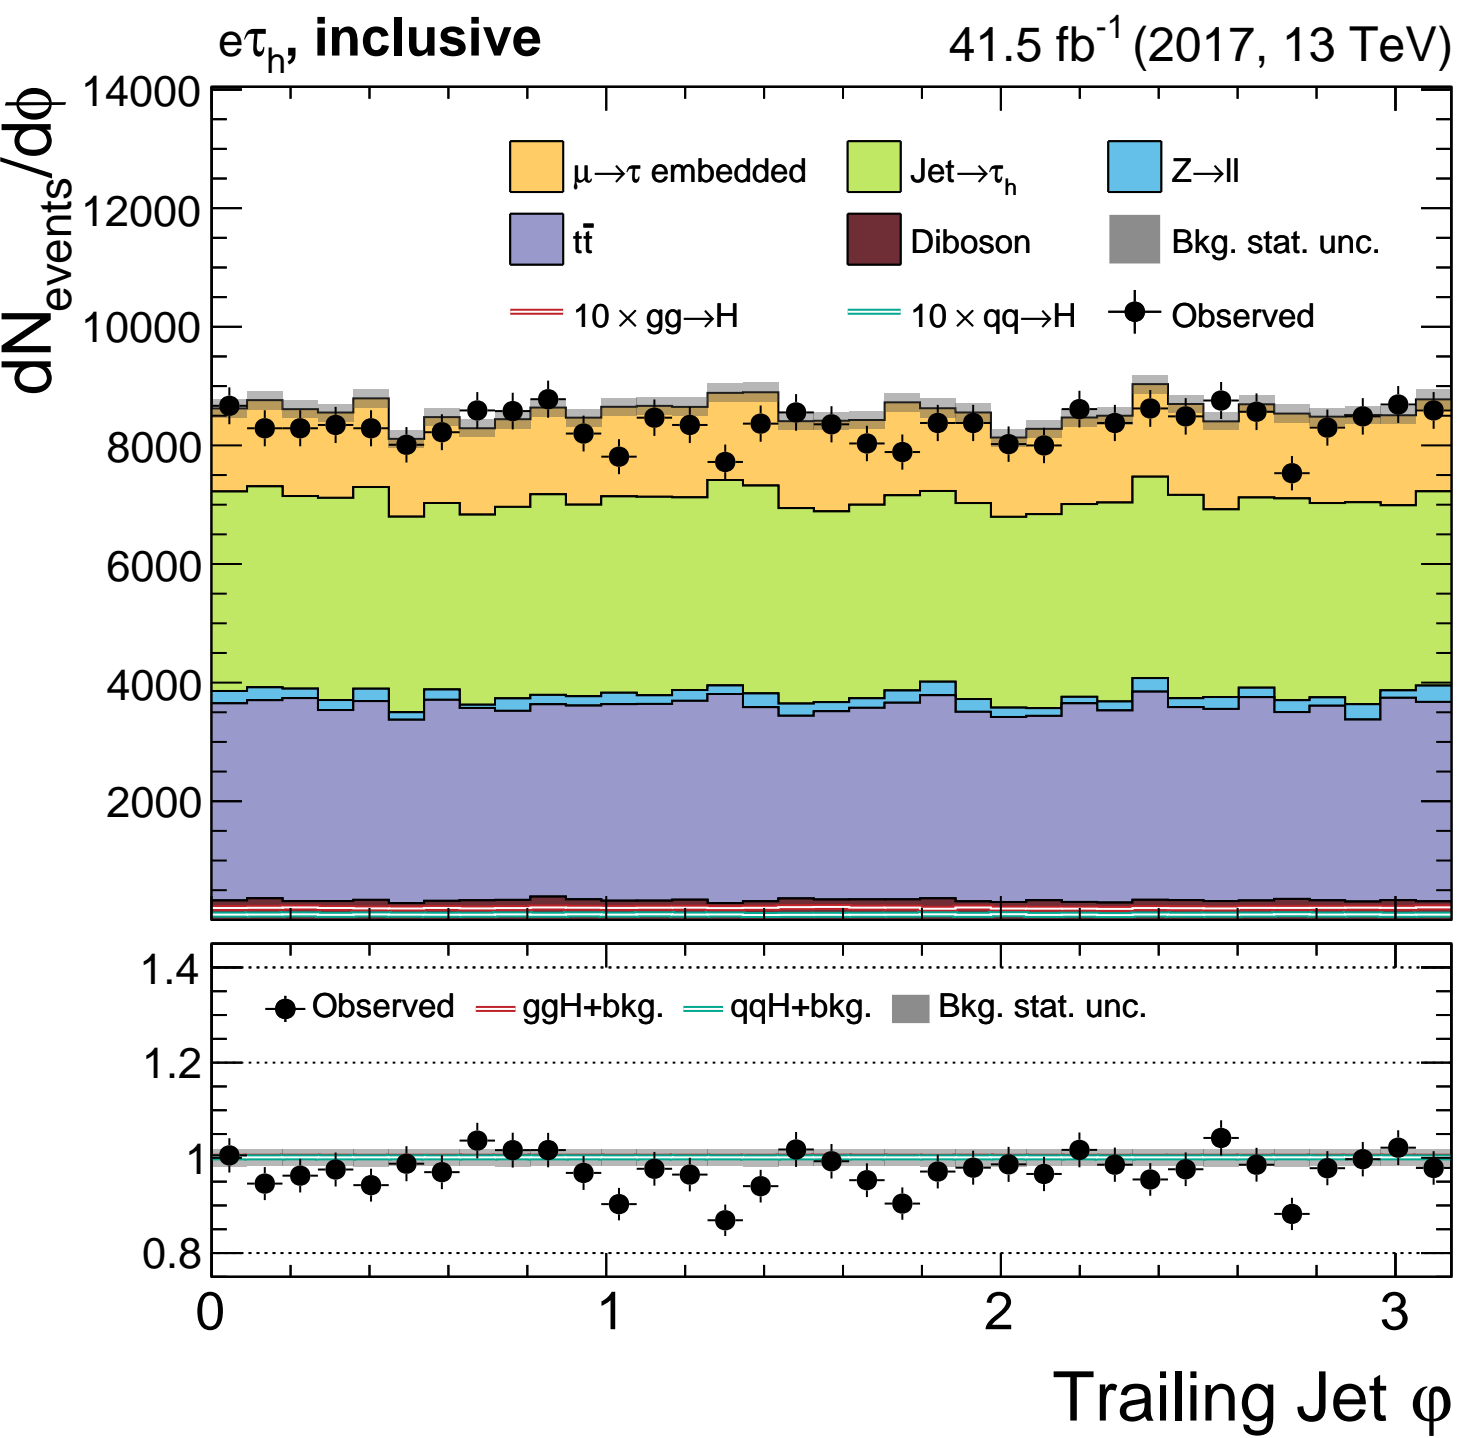 eτh, inclusive 41.5 fb-1 (2017, 13 TeV)
dNevents/dϕ
14000
12000
10000
8000
6000
4000
2000
μ→τ embedded Jet→τh Z→ll
tt̄ Diboson Bkg. stat. unc.
10 × gg→H 10 × qq→H Observed
1.4
1.2
1
0.8
Observed ggH+bkg. qqH+bkg. Bkg. stat. unc.
0 1 2 3
Trailing Jet φ